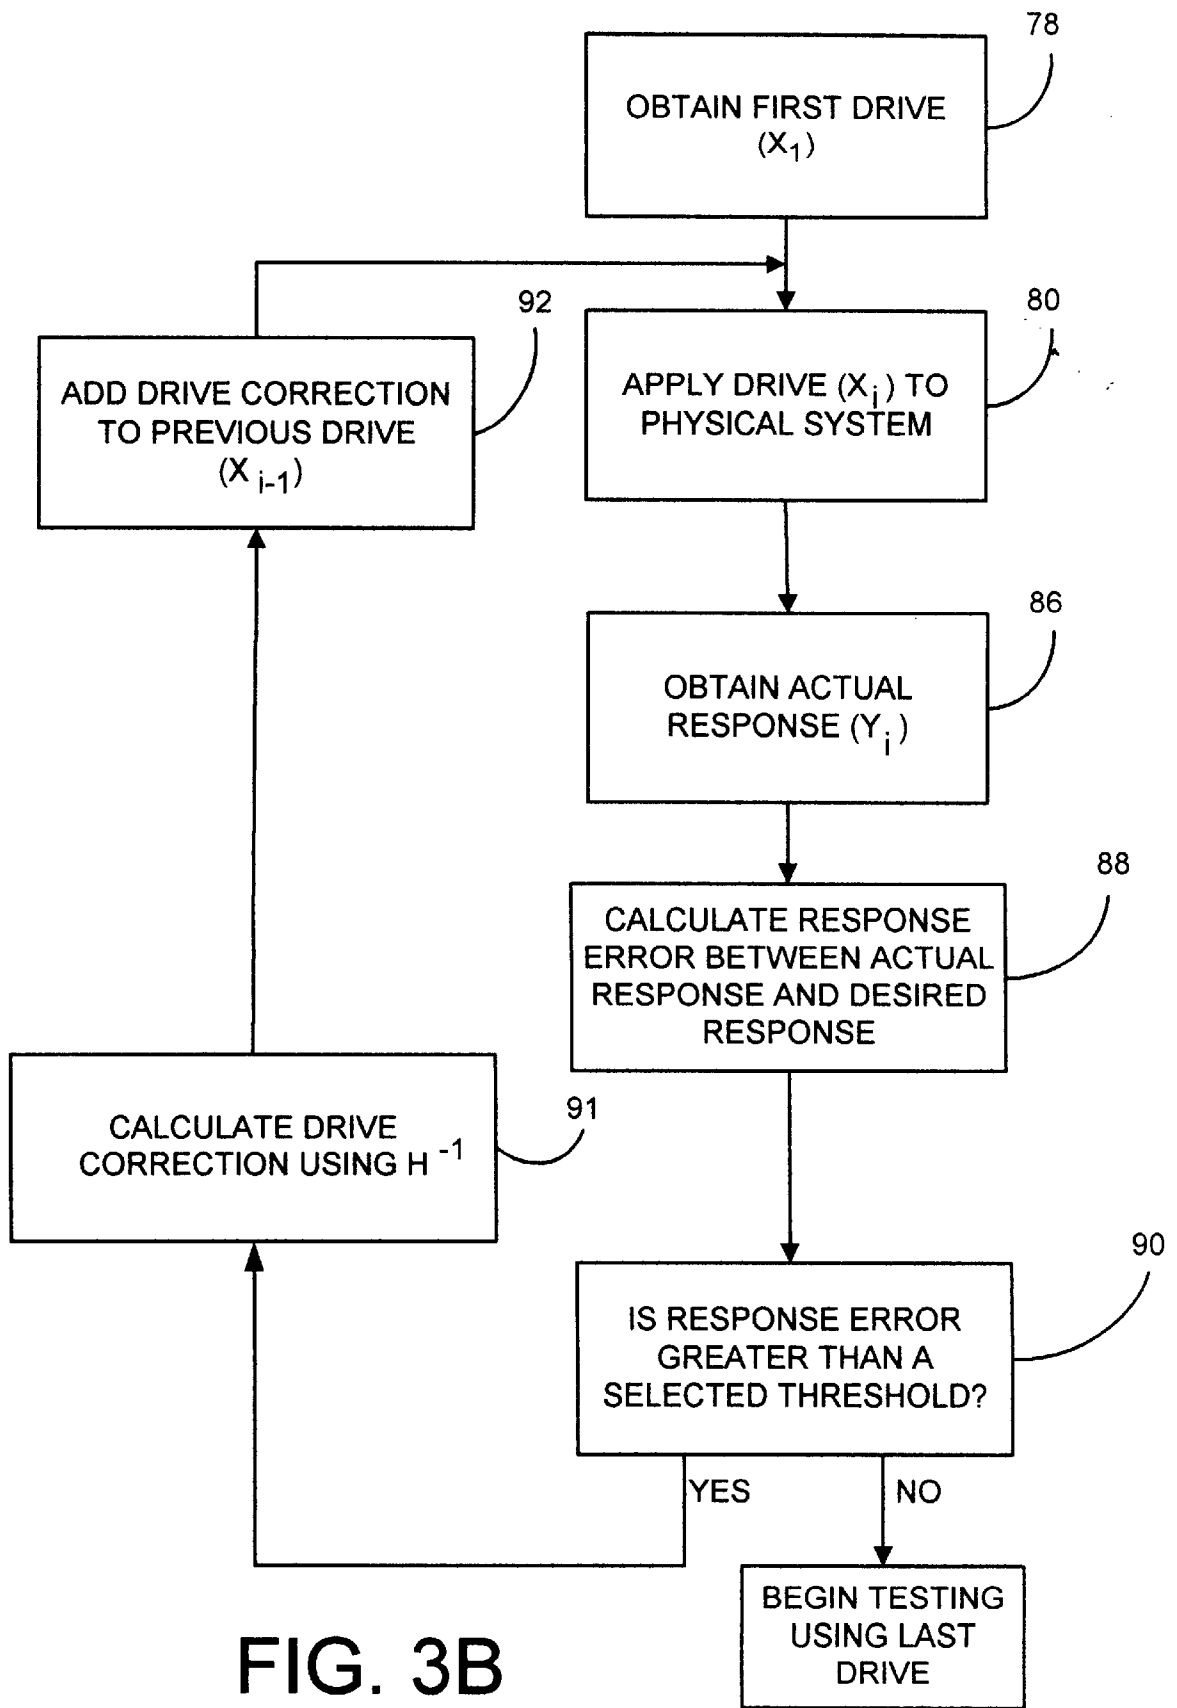 78
OBTAIN FIRST DRIVE
(X1)
92
ADD DRIVE CORRECTION
TO PREVIOUS DRIVE
(X i-1)
80
APPLY DRIVE (Xi) TO
PHYSICAL SYSTEM
86
OBTAIN ACTUAL
RESPONSE (Yi)
88
CALCULATE RESPONSE
ERROR BETWEEN ACTUAL
RESPONSE AND DESIRED
RESPONSE
91
CALCULATE DRIVE
CORRECTION USING H -1
90
IS RESPONSE ERROR
GREATER THAN A
SELECTED THRESHOLD?
YES
NO
BEGIN TESTING
USING LAST
DRIVE
FIG. 3B